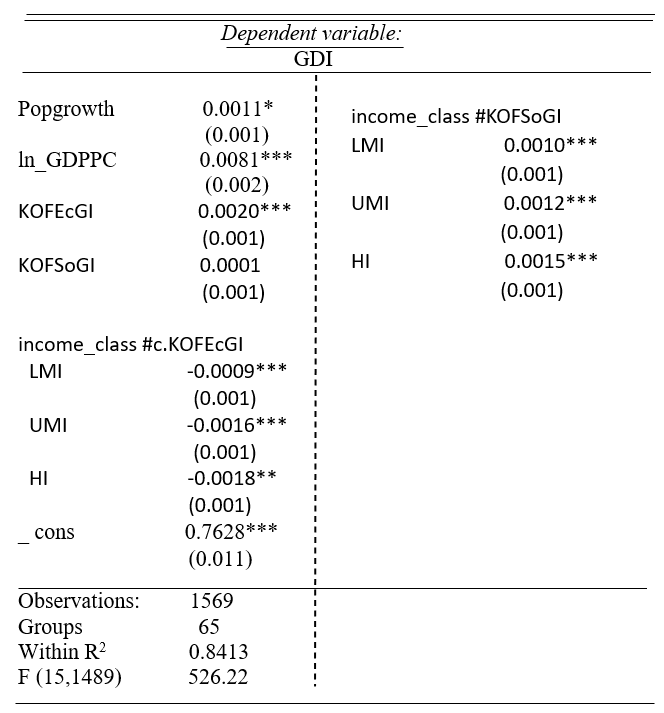 Dependent variable:
GDI
Popgrowth 0.0011*
(0.001)
ln_GDPPC 0.0081***
(0.002)
KOFEcGI 0.0020***
(0.001)
KOFSoGI 0.0001
(0.001)
income_class #c.KOFEcGI
LMI -0.0009***
(0.001)
UMI -0.0016***
(0.001)
HI -0.0018**
(0.001)
_ cons 0.7628***
(0.011)
income_class #KOFSoGI
LMI 0.0010***
(0.001)
UMI 0.0012***
(0.001)
HI 0.0015***
(0.001)
Observations: 1569
Groups 65
Within R² 0.8413
F (15,1489) 526.22